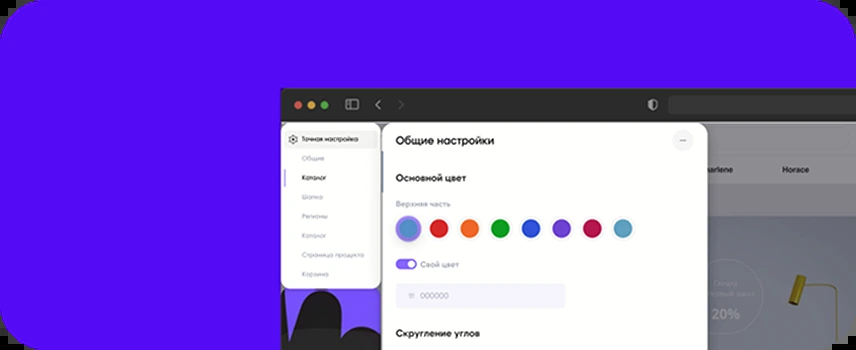 Точная настройка
Общие
Каталог
Шапка
Регионы
Каталог
Страница продукта
Корзина
Общие настройки
Основной цвет
Верхняя часть
Свой цвет
000000
Скругление углов
Horace
20%